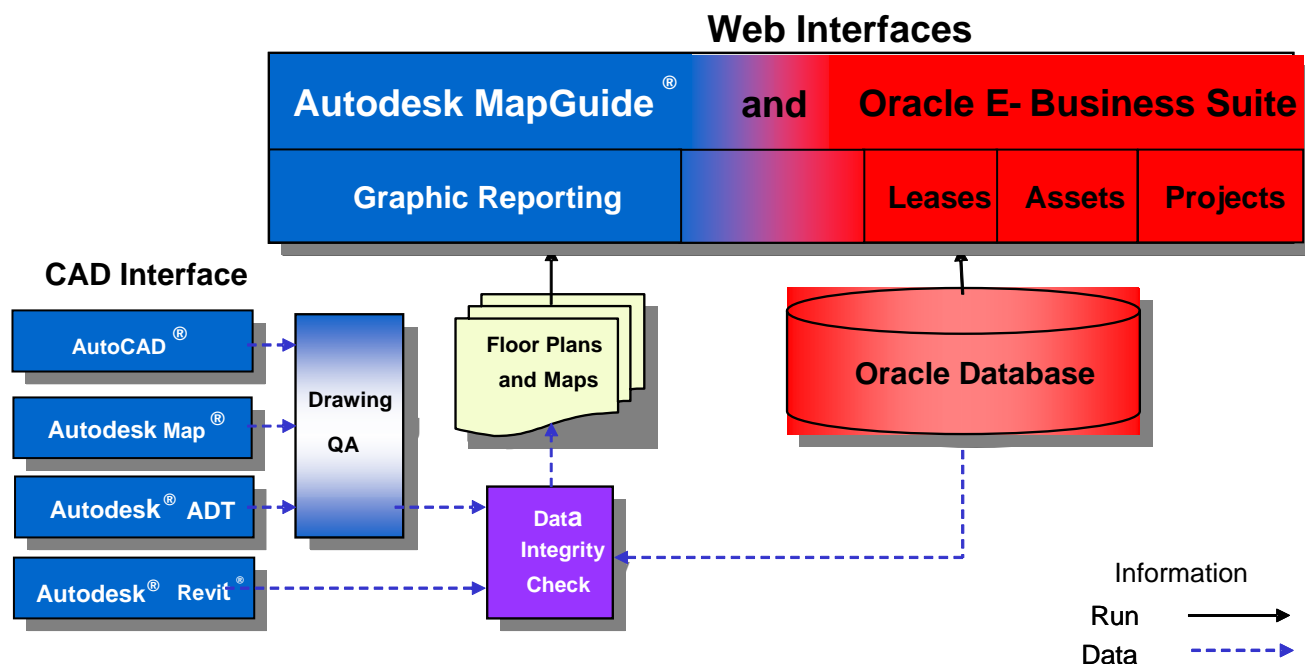 Web Interfaces
Autodesk MapGuide ® and Oracle E- Business Suite
Graphic Reporting
Leases
Assets
Projects
CAD Interface
AutoCAD ®
Autodesk Map ®
Autodesk ® ADT
Autodesk ® Revit ®
Drawing
QA
Floor Plans
and Maps
Data
Integrity
Check
Oracle Database
Information
Run
Data